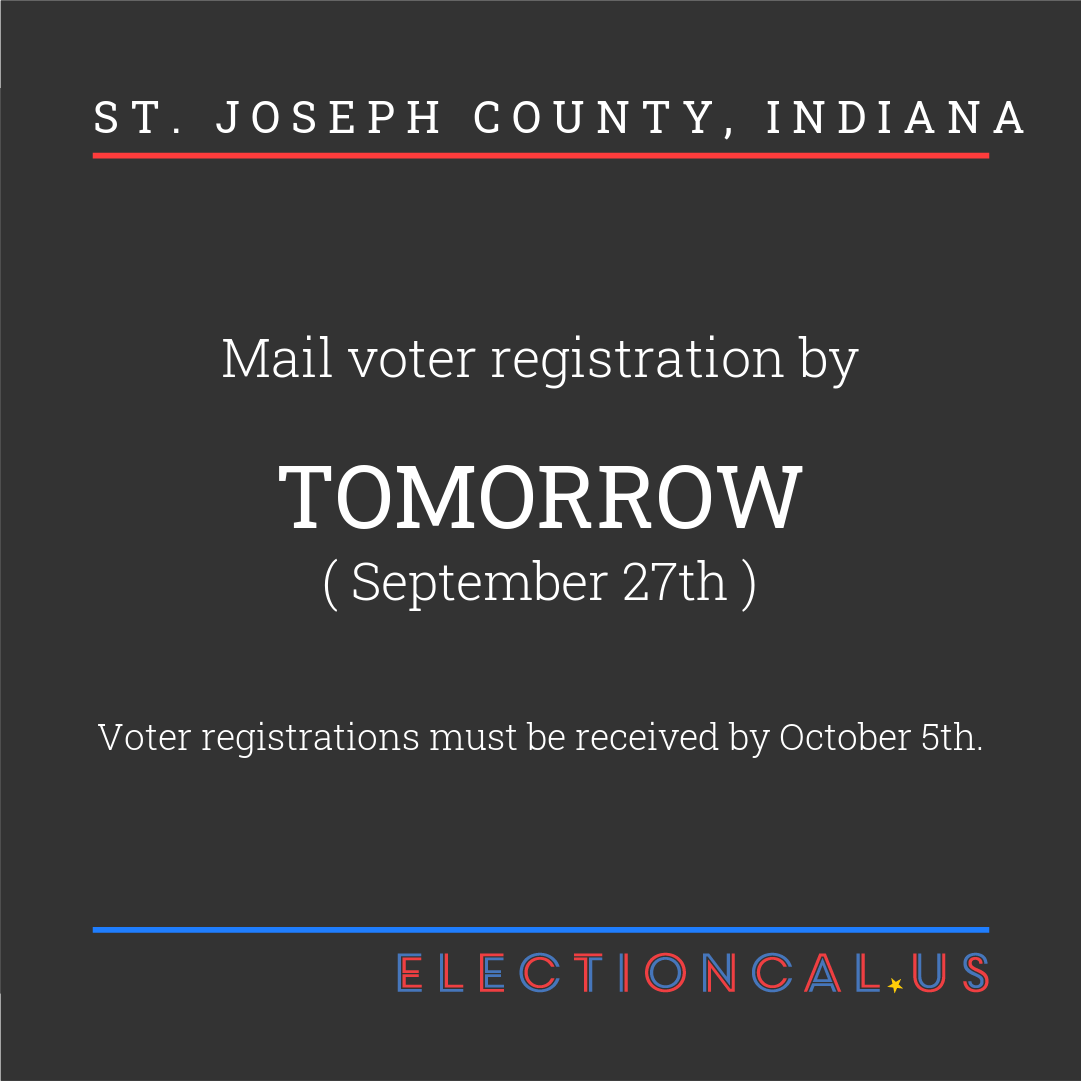 ST. JOSEPH COUNTY, INDIANA
Mail voter registration by
TOMORROW
( September 27th )
Voter registrations must be received by October 5th.
ELECTIONCAL.US